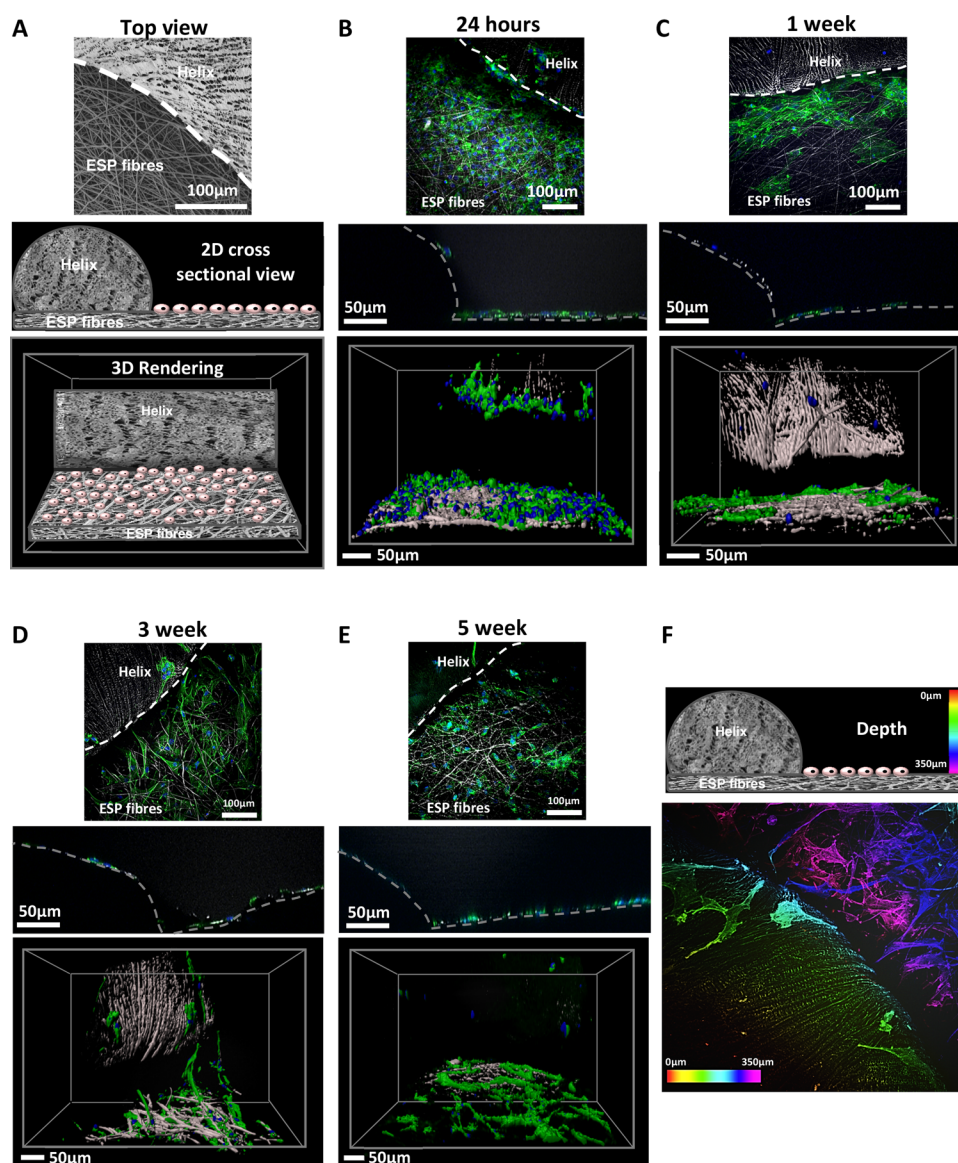 A
Top view
Helix
ESP fibres
100µm
Helix
2D cross
sectional view
ESP fibres
3D Rendering
Helix
ESP fibres
B
24 hours
Helix
ESP fibres
100µm
50µm
50µm
C
1 week
Helix
ESP fibres
100µm
50µm
50µm
D
3 week
Helix
ESP fibres
100µm
50µm
50µm
E
5 week
Helix
ESP fibres
100µm
50µm
50µm
F
0µm
Helix
Depth
350µm
ESP fibres
0µm
350µm